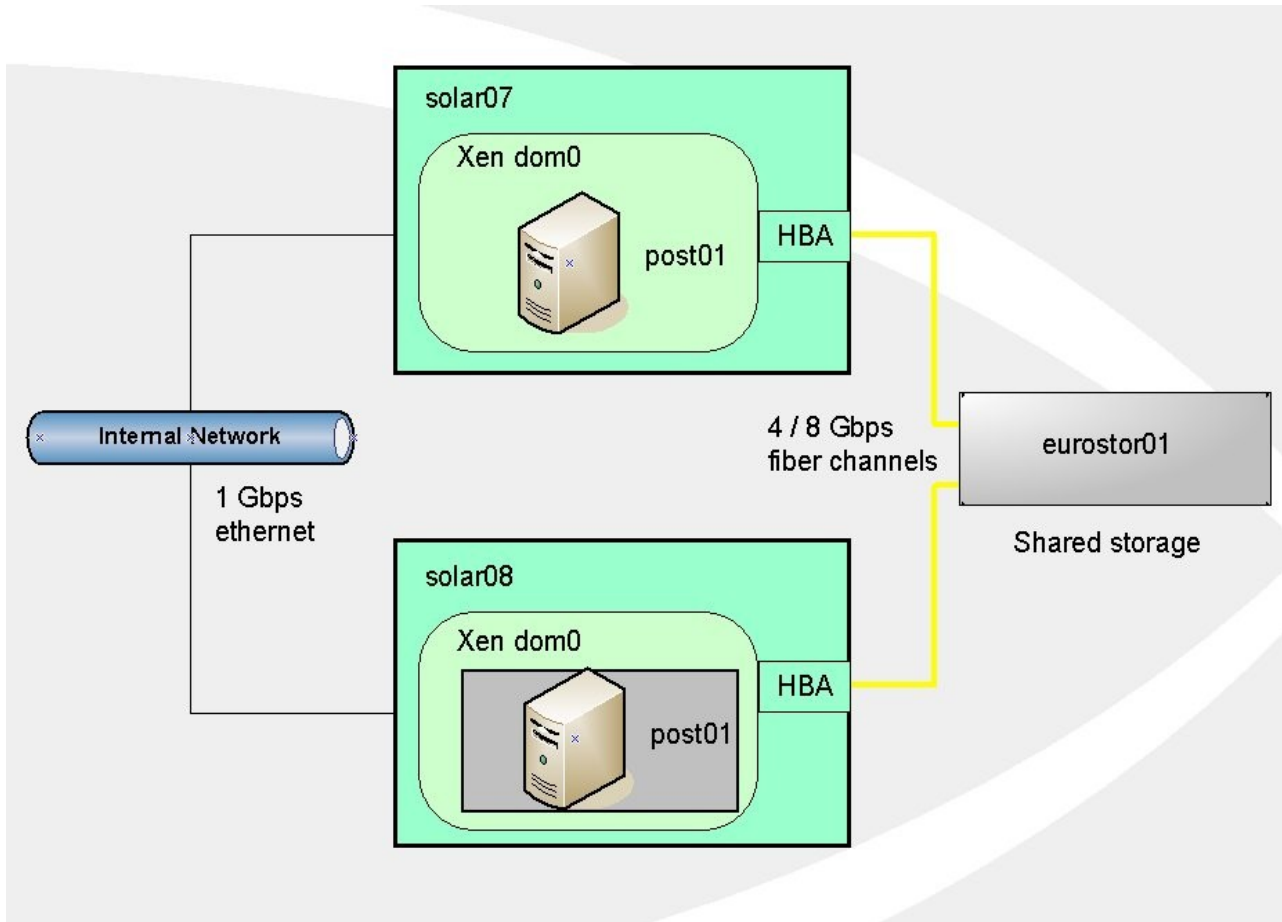 solar07
Xen dom0
post01
HBA
Internal Network
1 Gbps
ethernet
4 / 8 Gbps
fiber channels
eurostor01
Shared storage
solar08
Xen dom0
post01
HBA